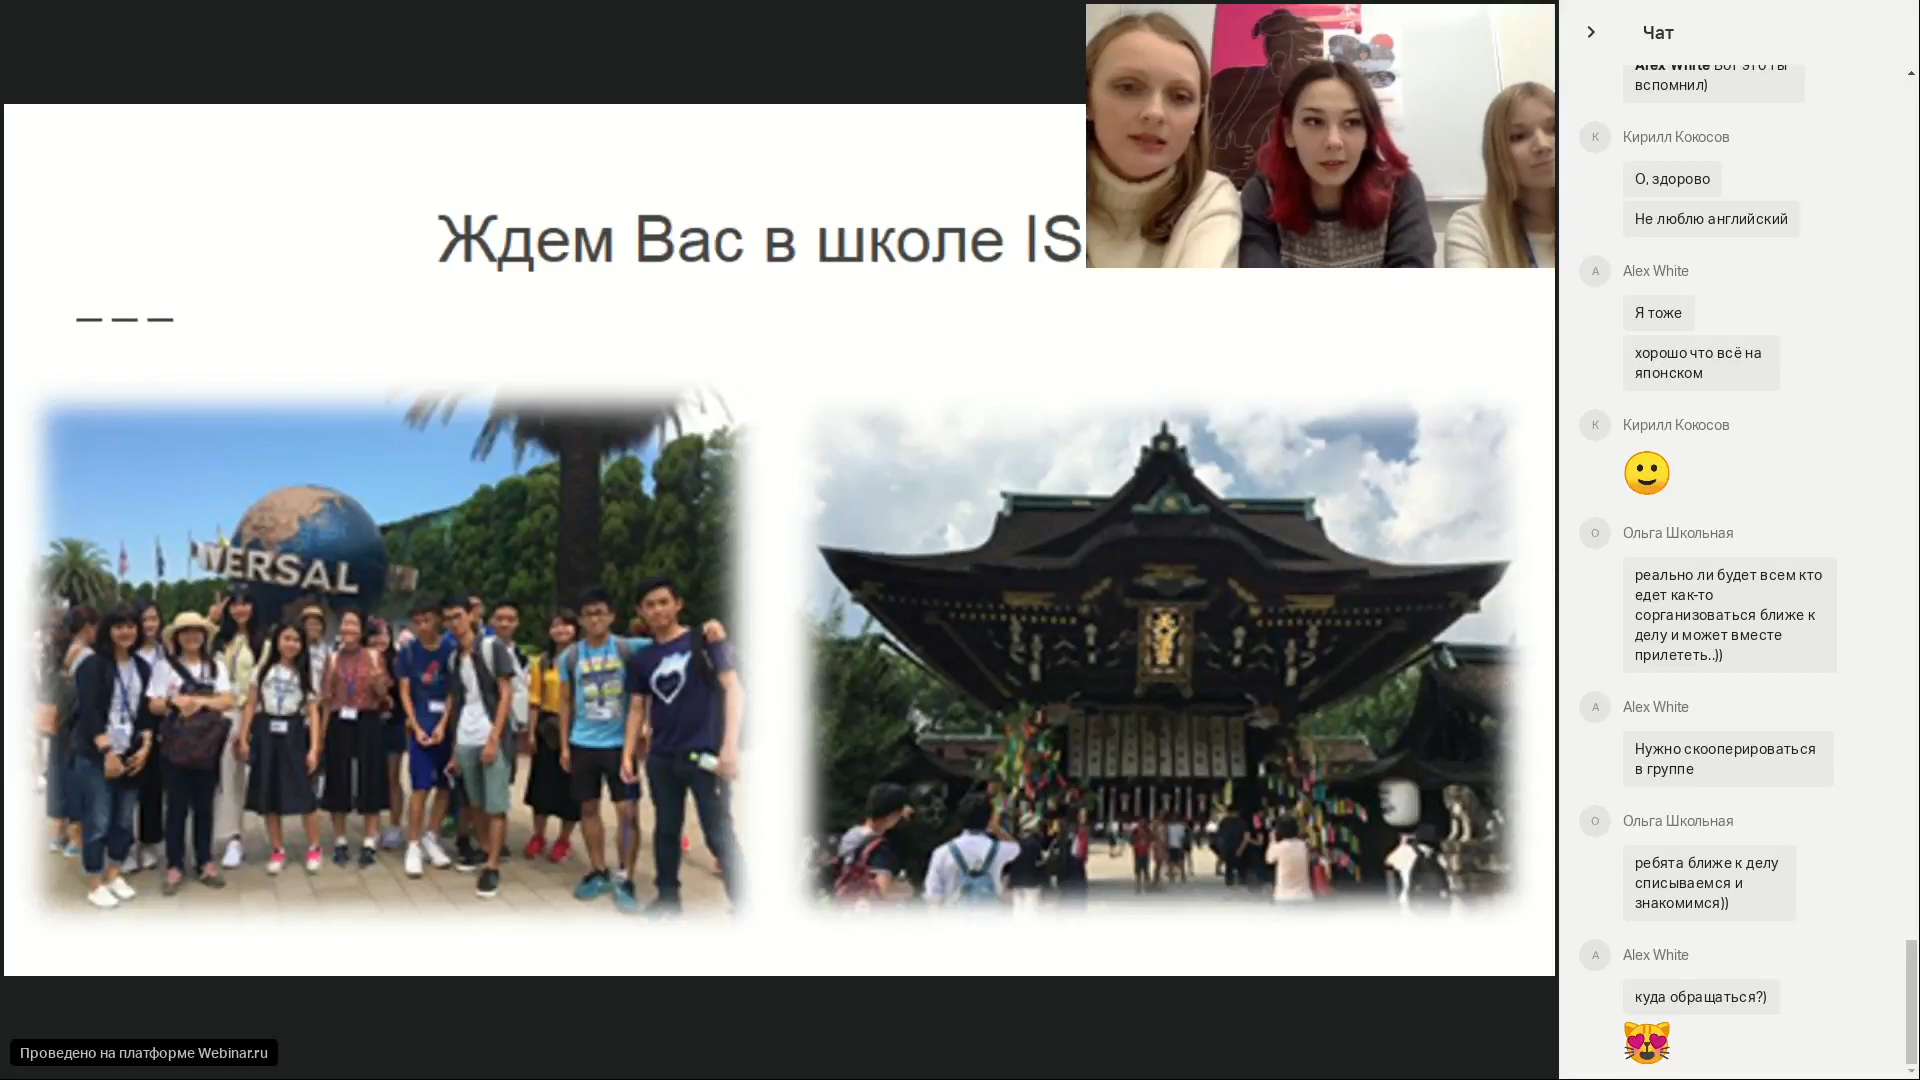 Ждем Вас в школе IS
VERSAL
Проведено на платформе Webinar.ru
Чат
вспомнил)
К
Кирилл Кокосов
О, здорово
Не люблю английский
A
Alex White
Я тоже
хорошо что всё на
японском
К
Кирилл Кокосов
О
Ольга Школьная
реально ли будет всем кто
едет как-то
сорганизоваться ближе к
делу и может вместе
прилететь..))
A
Alex White
Нужно скооперироваться
в группе
О
Ольга Школьная
ребята ближе к делу
списываемся и
знакомимся))
A
Alex White
куда обращаться?)